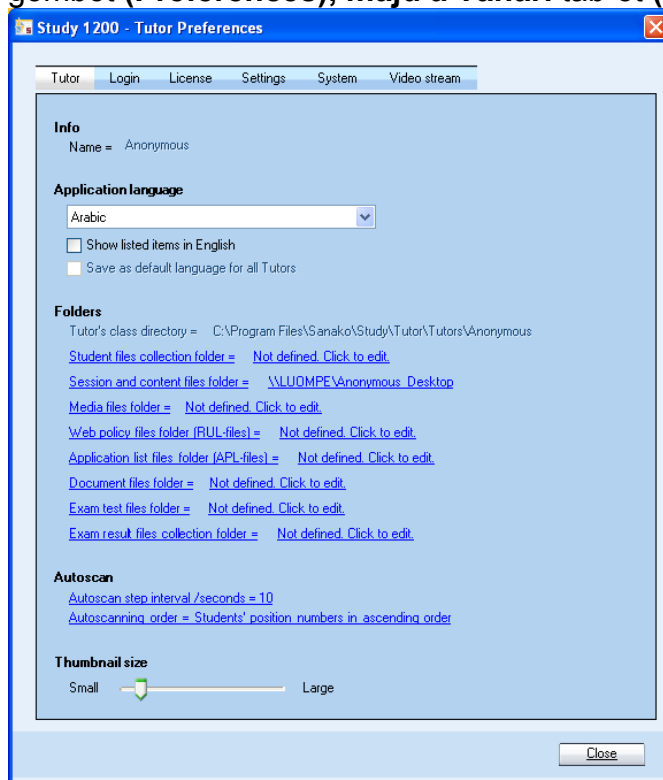 gombot (Preferences), majd a Tanári tab-ot (
Study 1200 - Tutor Preferences
Tutor Login License Settings System Video stream
Info
Name = Anonymous
Application language
Arabic
Show listed items in English
Save as default language for all Tutors
Folders
Tutor's class directory = C:\Program Files\Sanako\Study\Tutor\Tutors\Anonymous
Student files collection folder = Not defined. Click to edit.
Session and content files folder = \\LUOMPE\Anonymous_Desktop
Media files folder = Not defined. Click to edit.
Web policy files folder (RUL-files) = Not defined. Click to edit.
Application list files folder (APL-files) = Not defined. Click to edit.
Document files folder = Not defined. Click to edit.
Exam test files folder = Not defined. Click to edit.
Exam result files collection folder = Not defined. Click to edit.
Autoscan
Autoscan step interval /seconds = 10
Autoscanning order = Students' position numbers in ascending order
Thumbnail size
Small Large
Close